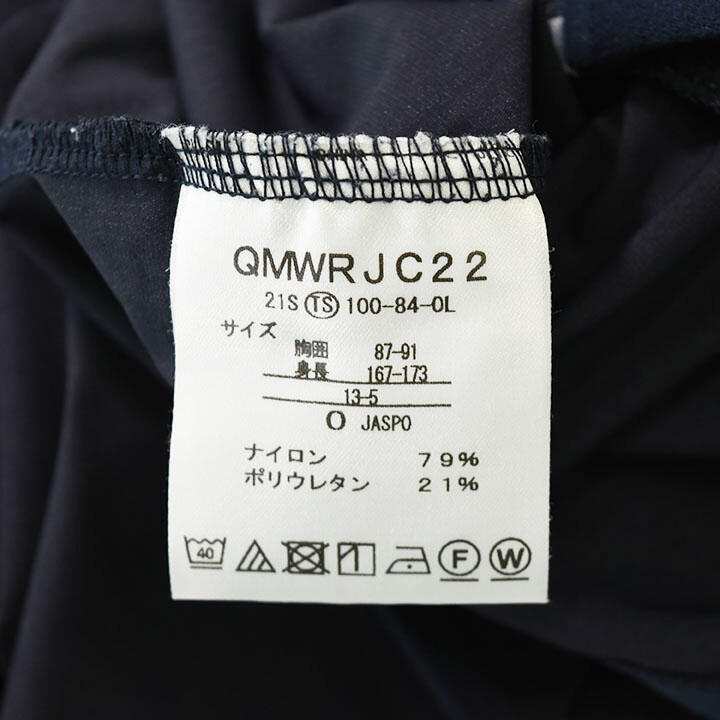 QMWRJC22
21S TS 100-84-0L
サイズ
胸囲 87-91
身長 167-173
13-5
O JASPO
ナイロン 79%
ポリウレタン 21%
40 F W